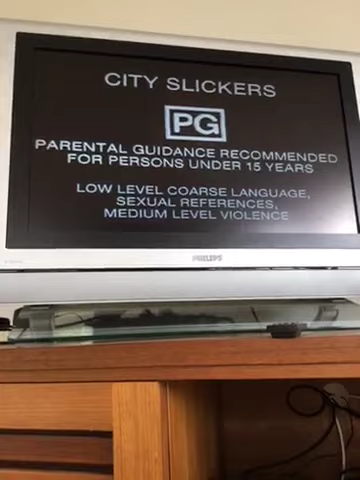 CITY SLICKERS
PG
PARENTAL GUIDANCE RECOMMENDED
FOR PERSONS UNDER 15 YEARS
LOW LEVEL COARSE LANGUAGE,
SEXUAL REFERENCES,
MEDIUM LEVEL VIOLENCE
PHILIPS